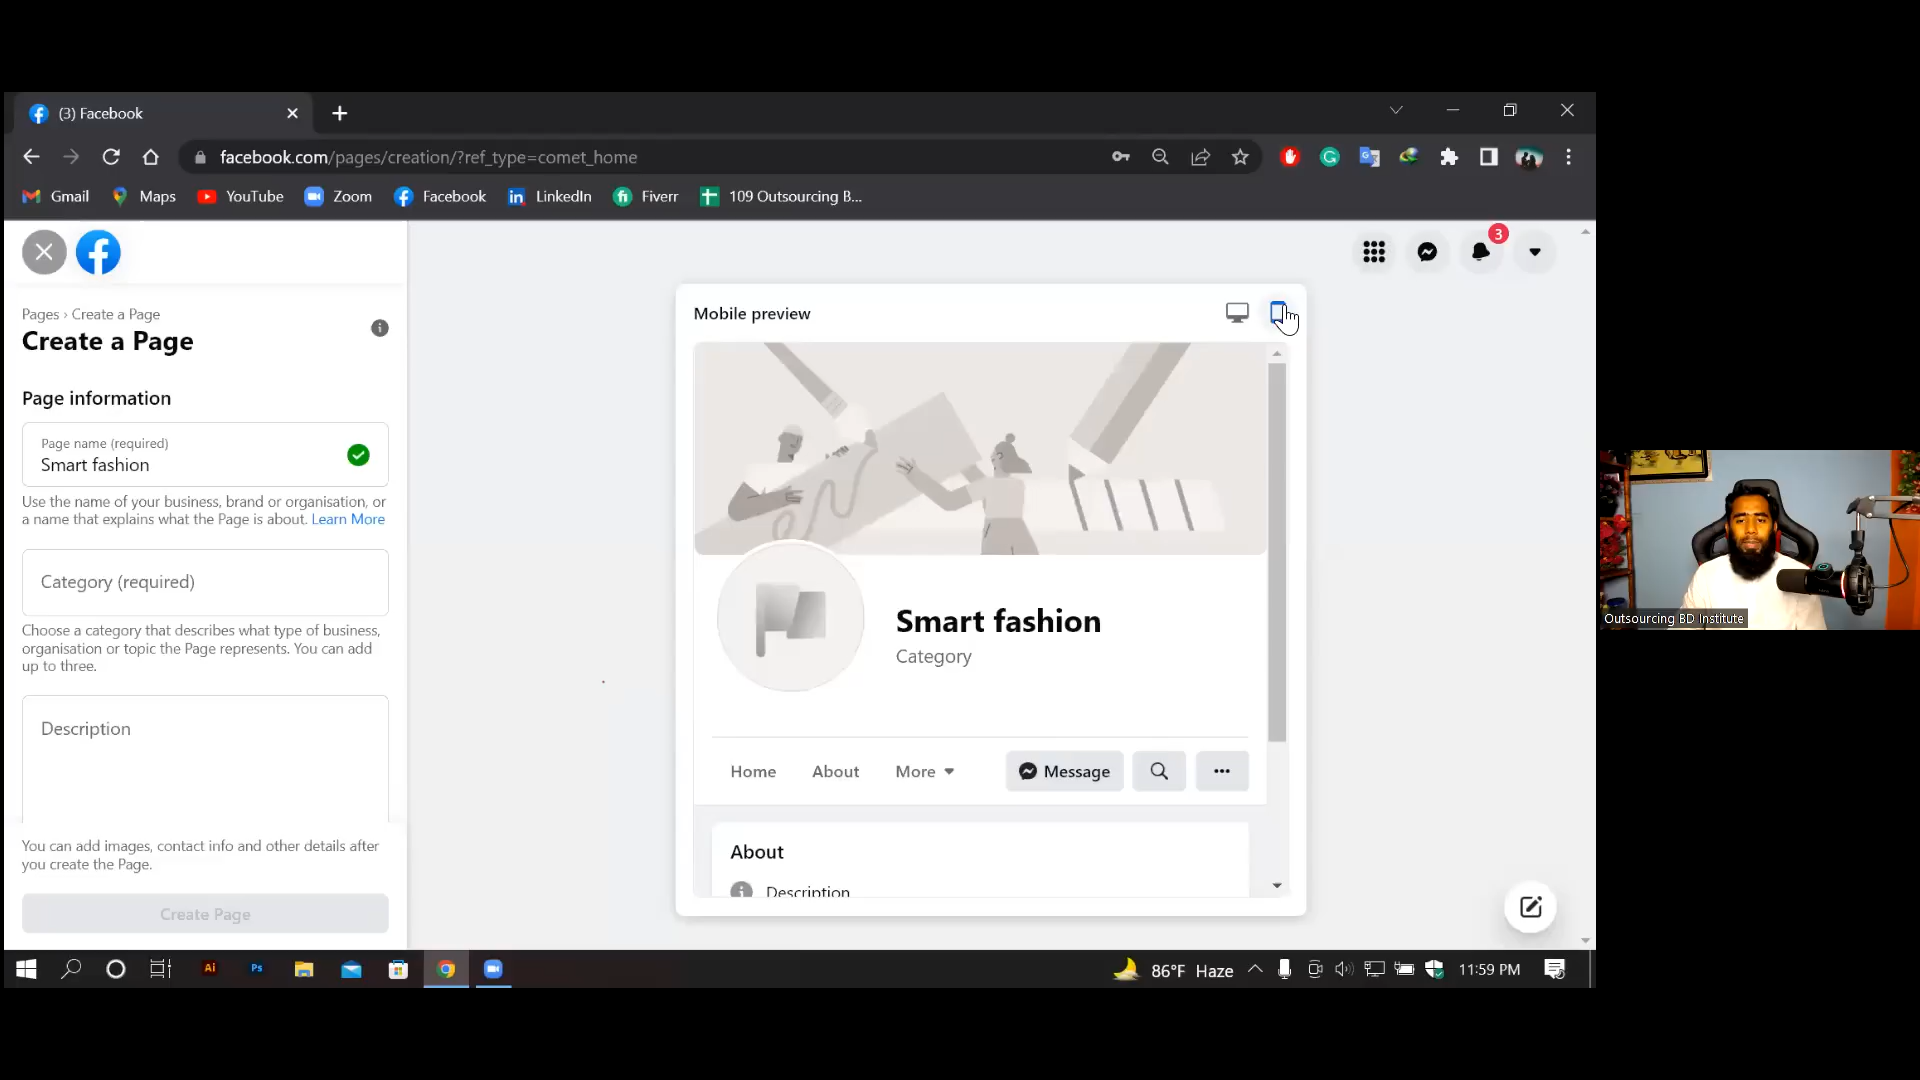 (3) Facebook
facebook.com/pages/creation/?ref_type=comet_home
Gmail
Maps
YouTube
Zoom
Facebook
LinkedIn
Fiverr
109 Outsourcing B...
3
Pages › Create a Page
Create a Page
Page information
Page name (required)
Smart fashion
Use the name of your business, brand or organisation, or
a name that explains what the Page is about. Learn More
Category (required)
Choose a category that describes what type of business,
organisation or topic the Page represents. You can add
up to three.
Description
You can add images, contact info and other details after
you create the Page.
Create Page
Mobile preview
Smart fashion
Category
Home
About
More
Message
About
Description
Outsourcing BD Institute
Ai
Ps
86°F Haze
11:59 PM